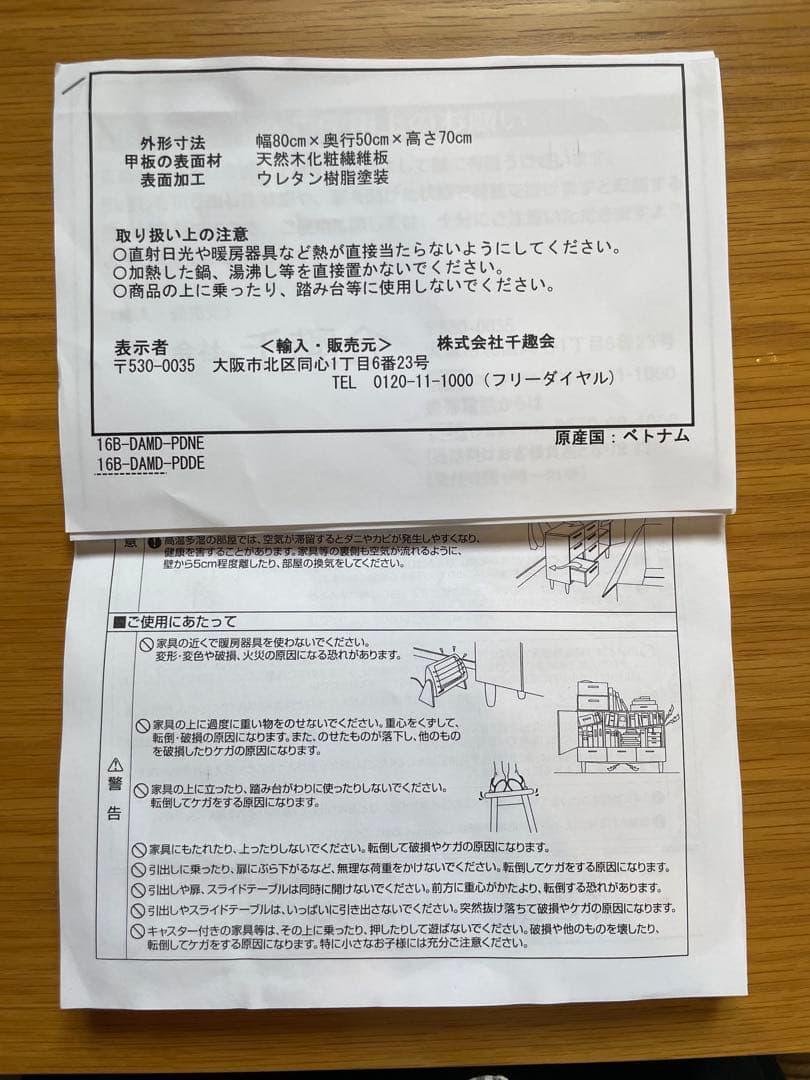 外形寸法 幅80cm×奥行50cm×高さ70cm
甲板の表面材 天然木化粧繊維板
表面加工 ウレタン樹脂塗装
取り扱い上の注意
○直射日光や暖房器具など熱が直接当たらないようにしてください。
○加熱した鍋、湯沸し等を直接置かないでください。
○商品の上に乗ったり、踏み台等に使用しないでください。
表示者 <輸入・販売元> 株式会社千趣会
〒530-0035 大阪市北区同心1丁目6番23号
TEL 0120-11-1000(フリーダイヤル)
16B-DAMD-PDNE 原産国：ベトナム
16B-DAMD-PDDE
意
高温多湿の部屋では、空気が滞留するとダニやカビが発生しやすくなり、
健康を害することがあります。家具等の裏側も空気が流れるように、
壁から5cm程度離したり、部屋の換気をしてください。
■ご使用にあたって
警告
家具の近くで暖房器具を使わないでください。
変形・変色や破損、火災の原因になる恐れがあります。
家具の上に過度に重い物をのせないでください。重心をくずして、
転倒・破損の原因になります。また、のせたものが落下し、他のもの
を破損したりケガの原因になります。
家具の上に立ったり、踏み台がわりに使ったりしないでください。
転倒してケガをする原因になります。
家具にもたれたり、上ったりしないでください。転倒して破損やケガの原因になります。
引出しに乗ったり、扉にぶら下がるなど、無理な荷重をかけないでください。転倒してケガをする原因になります。
引出しや扉、スライドテーブルは同時に開けないでください。前方に重心がかたより、転倒する恐れがあります。
引出しやスライドテーブルは、いっぱいに引き出さないでください。突然抜け落ちて破損やケガの原因になります。
キャスター付きの家具等は、その上に乗ったり、押したりして遊ばないでください。破損や他のものを壊したり、
転倒してケガをする原因になります。特に小さなお子様には充分ご注意ください。